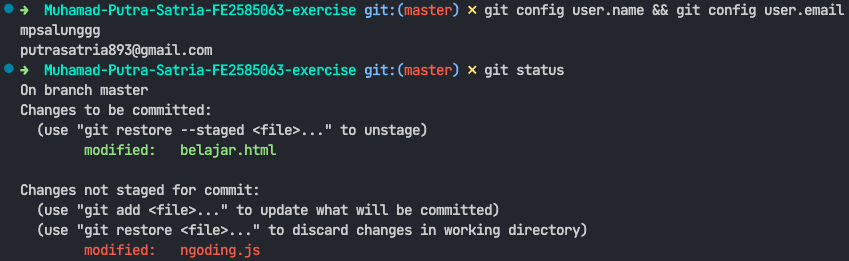 ➜ Muhamad-Putra-Satria-FE2585063-exercise git:(master) ✗ git config user.name && git config user.email
mpsalunggg
putrasatria893@gmail.com
➜ Muhamad-Putra-Satria-FE2585063-exercise git:(master) ✗ git status
On branch master
Changes to be committed:
(use "git restore --staged <file>..." to unstage)
modified: belajar.html
Changes not staged for commit:
(use "git add <file>..." to update what will be committed)
(use "git restore <file>..." to discard changes in working directory)
modified: ngoding.js